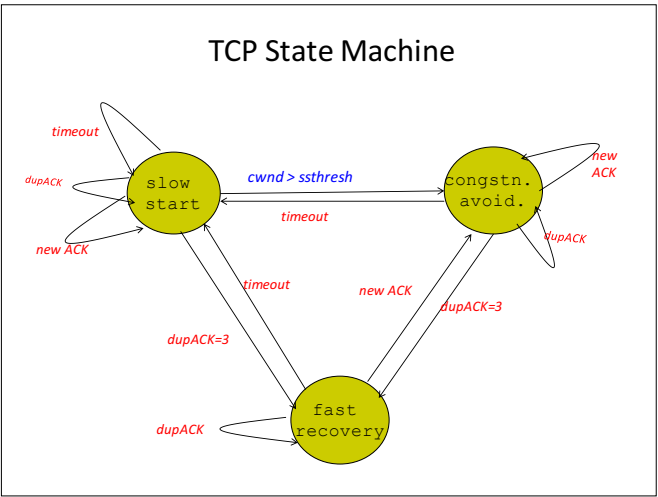 TCP State Machine
timeout
dupACK
new ACK
slow
start
cwnd > ssthresh
timeout
congstn.
avoid.
new
ACK
dupACK
timeout
new ACK
dupACK=3
dupACK=3
fast
recovery
dupACK